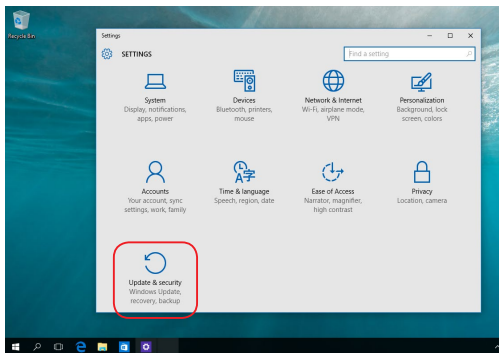 Recycle Bin
Settings
SETTINGS
Find a setting
System
Display, notifications,
apps, power
Devices
Bluetooth, printers,
mouse
Network & Internet
Wi-Fi, airplane mode,
VPN
Personalization
Background, lock
screen, colors
Accounts
Your account, sync
settings, work, family
Time & language
Speech, region, date
Ease of Access
Narrator, magnifier,
high contrast
Privacy
Location, camera
Update & security
Windows Update,
recovery, backup